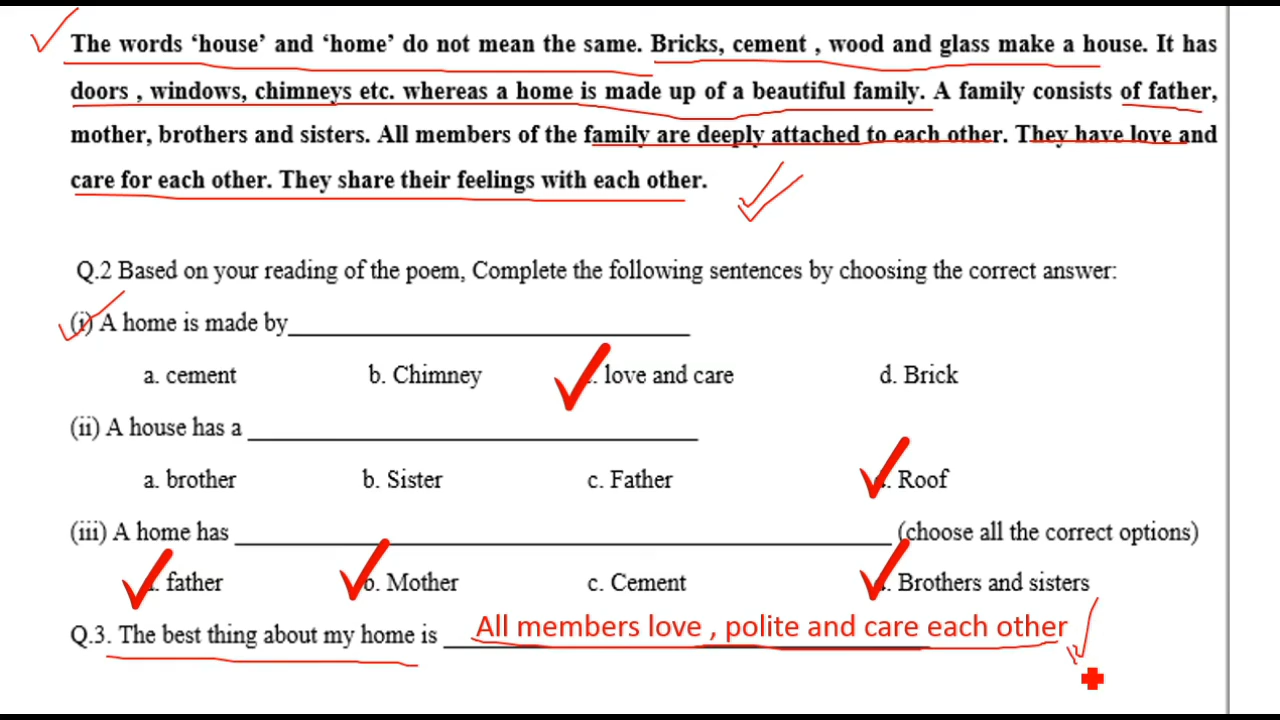 The words ‘house’ and ‘home’ do not mean the same. Bricks, cement , wood and glass make a house. It has
doors , windows, chimneys etc. whereas a home is made up of a beautiful family. A family consists of father,
mother, brothers and sisters. All members of the family are deeply attached to each other. They have love and
care for each other. They share their feelings with each other.
Q.2 Based on your reading of the poem, Complete the following sentences by choosing the correct answer:
(i) A home is made by____________________
a. cement b. Chimney love and care d. Brick
(ii) A house has a ____________________
a. brother b. Sister c. Father Roof
(iii) A home has ____________________ (choose all the correct options)
father b. Mother c. Cement Brothers and sisters
Q.3. The best thing about my home is All members love , polite and care each other